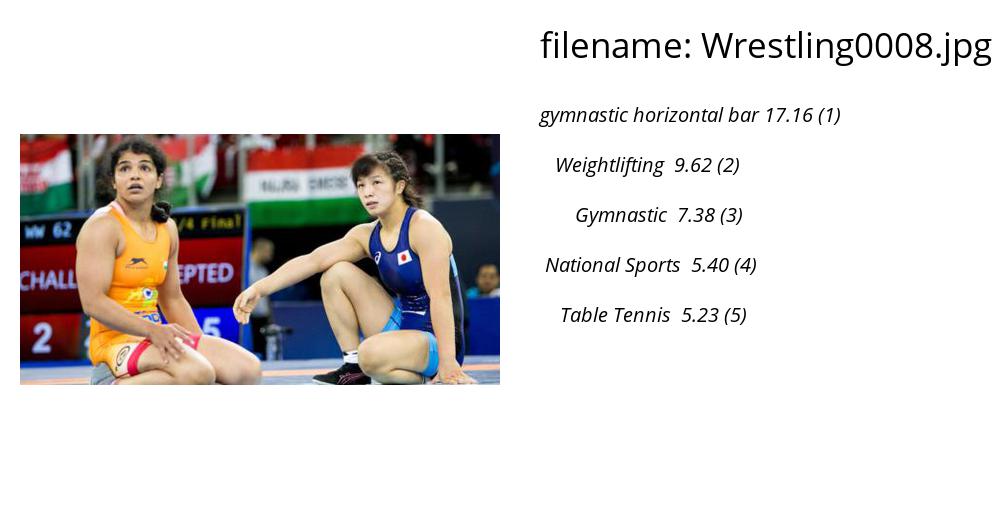 filename: Wrestling0008.jpg
gymnastic horizontal bar 17.16 (1)
Weightlifting 9.62 (2)
Gymnastic 7.38 (3)
National Sports 5.40 (4)
Table Tennis 5.23 (5)
WW 62
/4 Final
CHALL
EPTED
2
5